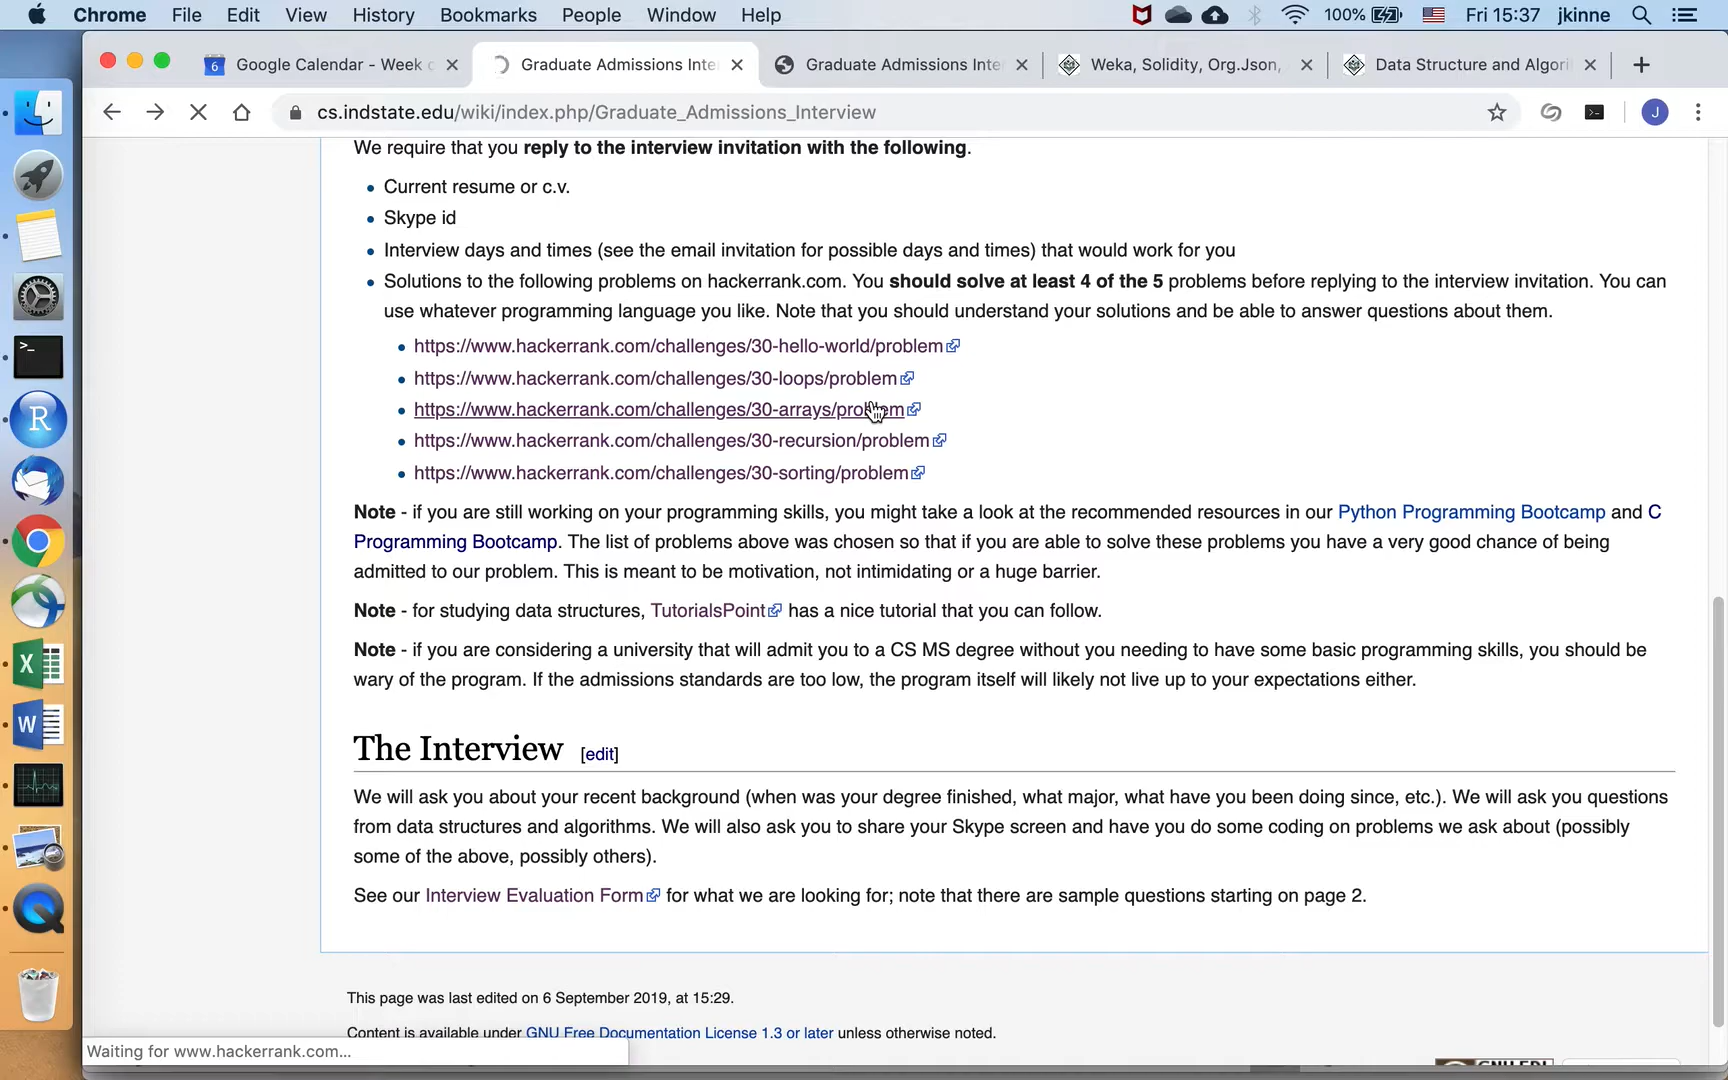 Chrome File Edit View History Bookmarks People Window Help 100% Fri 15:37 jkinne
6 Google Calendar - Week Graduate Admissions Inte Graduate Admissions Inte Weka, Solidity, Org.Json, Data Structure and Algori
cs.indstate.edu/wiki/index.php/Graduate_Admissions_Interview J
We require that you reply to the interview invitation with the following.
Current resume or c.v.
Skype id
Interview days and times (see the email invitation for possible days and times) that would work for you
Solutions to the following problems on hackerrank.com. You should solve at least 4 of the 5 problems before replying to the interview invitation. You can
use whatever programming language you like. Note that you should understand your solutions and be able to answer questions about them.
https://www.hackerrank.com/challenges/30-hello-world/problem
https://www.hackerrank.com/challenges/30-loops/problem
https://www.hackerrank.com/challenges/30-arrays/problem
https://www.hackerrank.com/challenges/30-recursion/problem
https://www.hackerrank.com/challenges/30-sorting/problem
Note - if you are still working on your programming skills, you might take a look at the recommended resources in our Python Programming Bootcamp and C
Programming Bootcamp. The list of problems above was chosen so that if you are able to solve these problems you have a very good chance of being
admitted to our problem. This is meant to be motivation, not intimidating or a huge barrier.
Note - for studying data structures, TutorialsPoint has a nice tutorial that you can follow.
Note - if you are considering a university that will admit you to a CS MS degree without you needing to have some basic programming skills, you should be
wary of the program. If the admissions standards are too low, the program itself will likely not live up to your expectations either.
The Interview [edit]
We will ask you about your recent background (when was your degree finished, what major, what have you been doing since, etc.). We will ask you questions
from data structures and algorithms. We will also ask you to share your Skype screen and have you do some coding on problems we ask about (possibly
some of the above, possibly others).
See our Interview Evaluation Form for what we are looking for; note that there are sample questions starting on page 2.
This page was last edited on 6 September 2019, at 15:29.
Content is available under GNU Free Documentation License 1.3 or later unless otherwise noted.
Waiting for www.hackerrank.com...